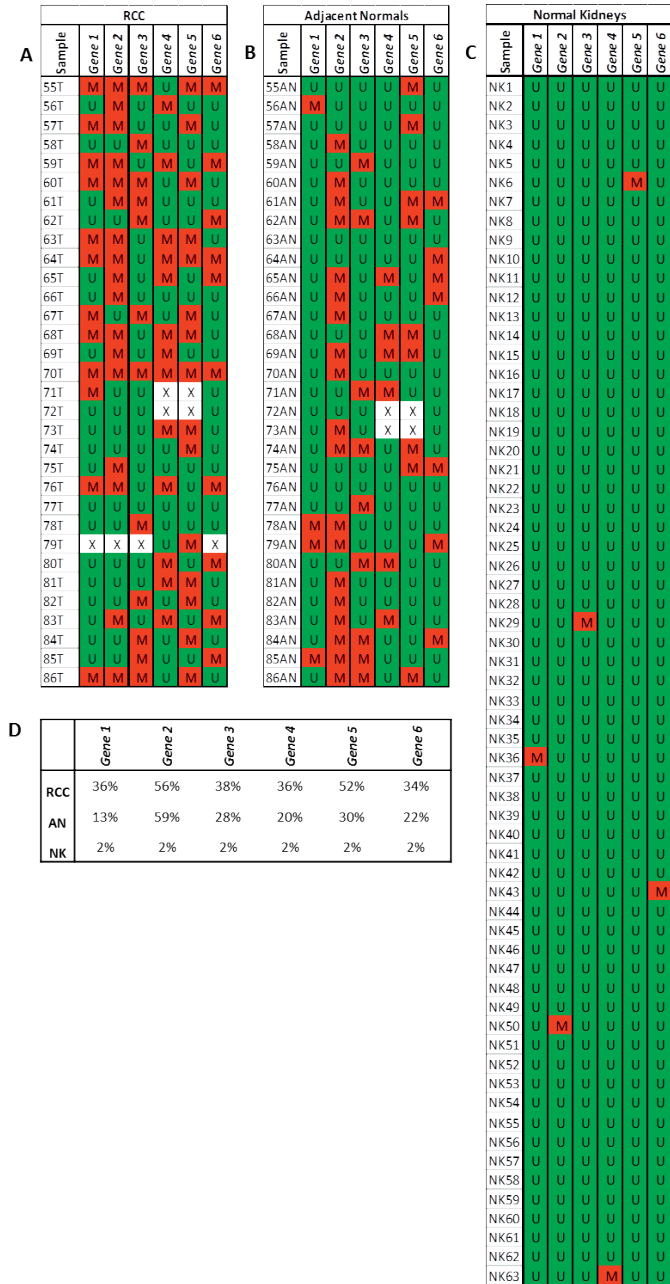 A
RCC
Sample Gene 1 Gene 2 Gene 3 Gene 4 Gene 5 Gene 6
55T M M M U M M
56T U M U M U U
57T M M U U M U
58T U U M U U U
59T M M U M U M
60T M M M U M U
61T U M M U U U
62T U U M U U M
63T M M U M M U
64T M M U M M M
65T U M U M U M
66T U M U U U U
67T M U M U M U
68T M M U M M U
69T U M U M U U
70T M M M M M M
71T M U U X X U
72T U U U X X U
73T U U U M M U
74T U U U U M U
75T U M U U U U
76T M M U M U M
77T U U U U U U
78T U U M U U U
79T X X X U M X
80T U U U M U M
81T U U U M M U
82T U U M U M U
83T U M U M U M
84T U U M U M U
85T U U M U U M
86T M M M U M U
B
Adjacent Normals
Sample Gene 1 Gene 2 Gene 3 Gene 4 Gene 5 Gene 6
55AN U U U U M U
56AN M U U U U U
57AN U U U U M U
58AN U M U U U U
59AN U U M U U U
60AN U M U U U U
61AN U M U U M M
62AN U M M U M U
63AN U U U U U U
64AN U U U U U M
65AN U M U M U M
66AN U M U U U M
67AN U U U U U U
68AN U U U M M U
69AN U M U M M U
70AN U M U U U U
71AN U U M M U U
72AN U U U X X U
73AN U M U X X U
74AN U M M U M U
75AN U U U U M M
76AN U U U U U U
77AN U U M U U U
78AN M M U U U U
79AN M M U U U M
80AN U U M M U U
81AN U M U U U U
82AN U M U U U U
83AN U M U M U U
84AN U M M U U M
85AN M M M U U U
86AN U M M U M U
C
Normal Kidneys
Sample Gene 1 Gene 2 Gene 3 Gene 4 Gene 5 Gene 6
NK1 U U U U U U
NK2 U U U U U U
NK3 U U U U U U
NK4 U U U U U U
NK5 U U U U U U
NK6 U U U U M U
NK7 U U U U U U
NK8 U U U U U U
NK9 U U U U U U
NK10 U U U U U U
NK11 U U U U U U
NK12 U U U U U U
NK13 U U U U U U
NK14 U U U U U U
NK15 U U U U U U
NK16 U U U U U U
NK17 U U U U U U
NK18 U U U U U U
NK19 U U U U U U
NK20 U U U U U U
NK21 U U U U U U
NK22 U U U U U U
NK23 U U U U U U
NK24 U U U U U U
NK25 U U U U U U
NK26 U U U U U U
NK27 U U U U U U
NK28 U U U U U U
NK29 U U M U U U
NK30 U U U U U U
NK31 U U U U U U
NK32 U U U U U U
NK33 U U U U U U
NK34 U U U U U U
NK35 U U U U U U
NK36 M U U U U U
NK37 U U U U U U
NK38 U U U U U U
NK39 U U U U U U
NK40 U U U U U U
NK41 U U U U U U
NK42 U U U U U U
NK43 U U U U U M
NK44 U U U U U U
NK45 U U U U U U
NK46 U U U U U U
NK47 U U U U U U
NK48 U U U U U U
NK49 U U U U U U
NK50 U M U U U U
NK51 U U U U U U
NK52 U U U U U U
NK53 U U U U U U
NK54 U U U U U U
NK55 U U U U U U
NK56 U U U U U U
NK57 U U U U U U
NK58 U U U U U U
NK59 U U U U U U
NK60 U U U U U U
NK61 U U U U U U
NK62 U U U U U U
NK63 U U U M U U
D
Gene 1 Gene 2 Gene 3 Gene 4 Gene 5 Gene 6
RCC 36% 56% 38% 36% 52% 34%
AN 13% 59% 28% 20% 30% 22%
NK 2% 2% 2% 2% 2% 2%